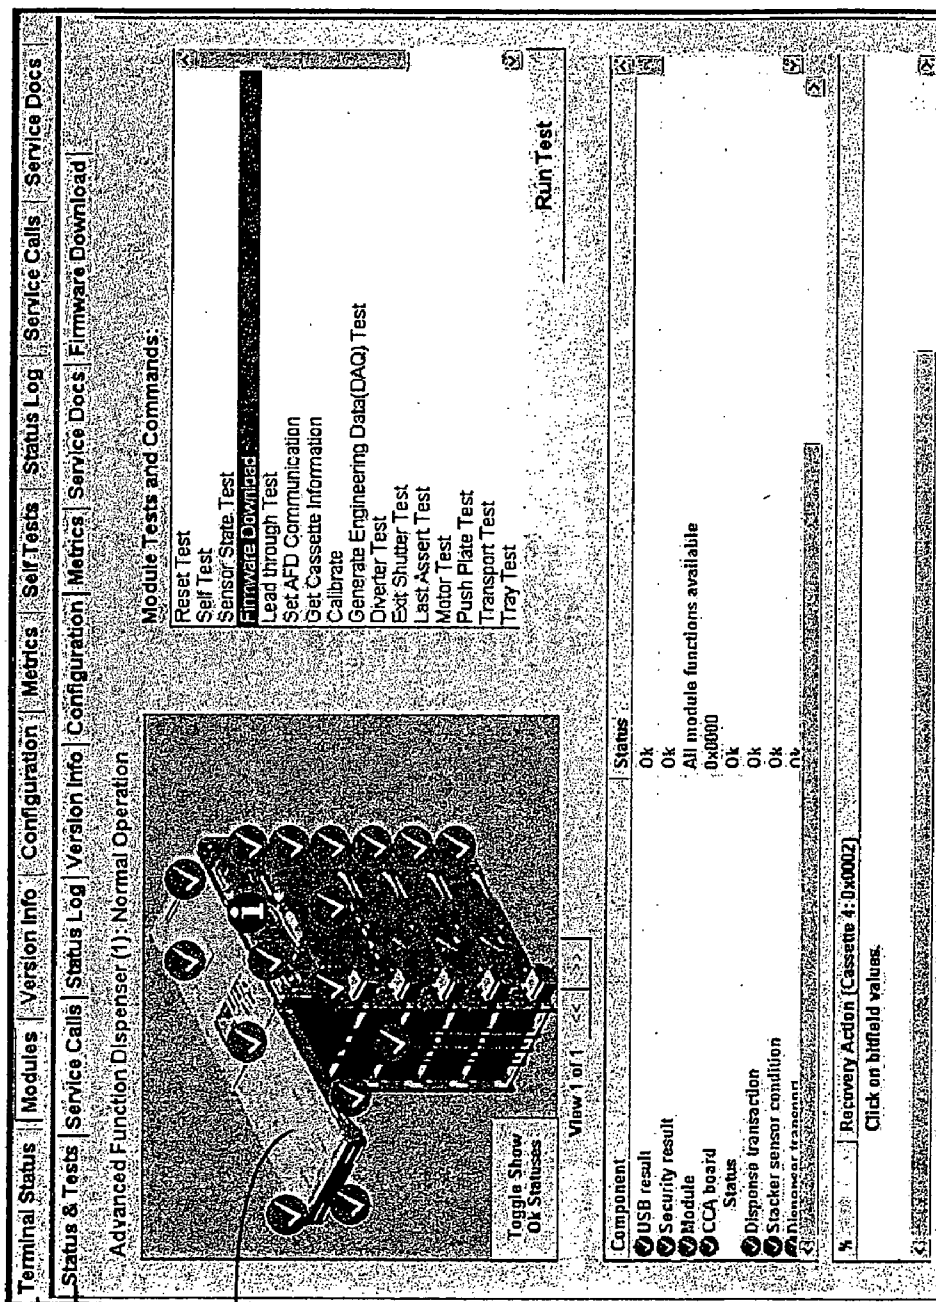 Terminal Status Modules Version Info Configuration Metrics Self Tests Status Log Service Calls Service Docs
Status & Tests Service Calls Status Log Version Info Configuration Metrics Service Docs Firmware Download
Advanced Function Dispenser (1): Normal Operation
Toggle Show
Ok Statuses
View 1 of 1 << >>
Module Tests and Commands:
Reset Test
Self Test
Sensor State Test
Firmware Download
Lead through Test
Set AFD Communication
Get Cassette Information
Calibrate
Generate Engineering Data(DAQ) Test
Diverter Test
Exit Shutter Test
Last Assert Test
Motor Test
Push Plate Test
Transport Test
Tray Test
Run Test
Component Status
USB result Ok
Security result Ok
Module All module functions available
CCA board 0x0000
Status Ok
Dispense transaction Ok
Stacker sensor condition Ok
Dispenser transport Ok
% Recovery Action [Cassette 4: 0x0002]
Click on bitfield values.